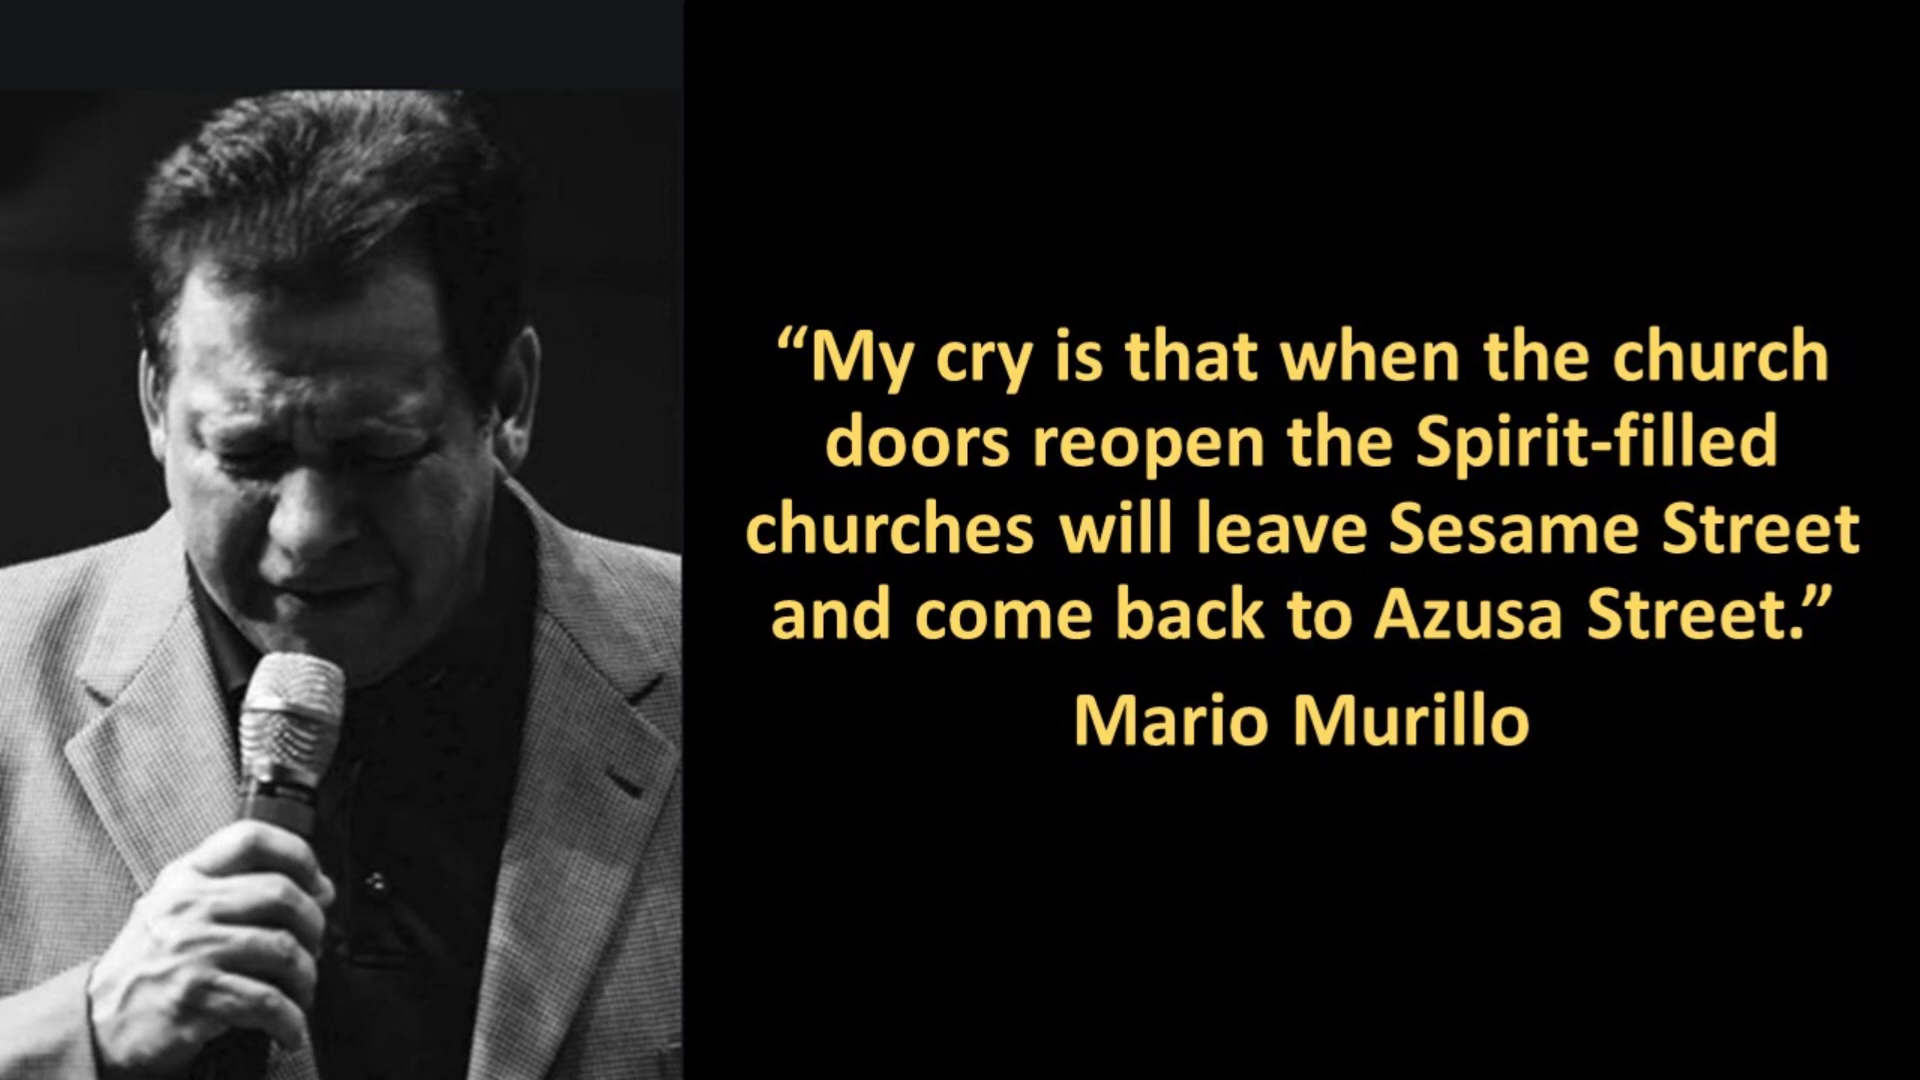 “My cry is that when the church
doors reopen the Spirit-filled
churches will leave Sesame Street
and come back to Azusa Street.”
Mario Murillo